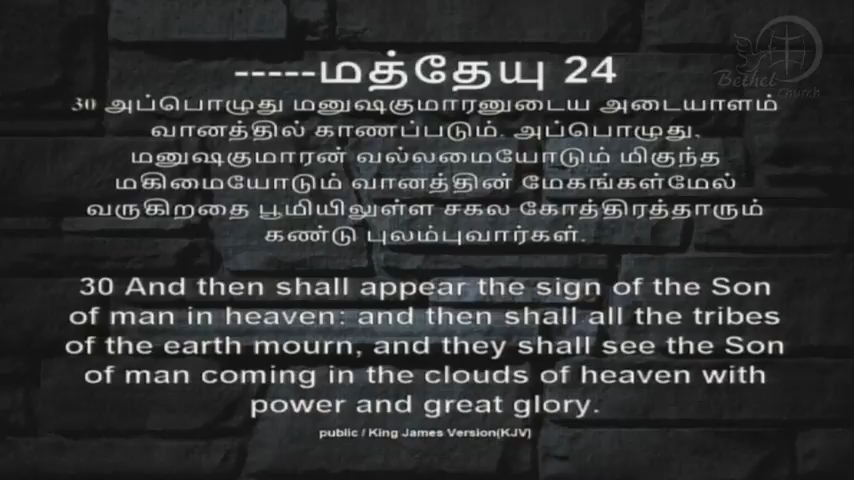 -----மத்தேயு 24
30 அப்பொழுது மனுஷகுமாரனுடைய அடையாளம்
வானத்தில் காணப்படும். அப்பொழுது,
மனுஷகுமாரன் வல்லமையோடும் மிகுந்த
மகிமையோடும் வானத்தின் மேகங்கள்மேல்
வருகிறதை பூமியிலுள்ள சகல கோத்திரத்தாரும்
கண்டு புலம்புவார்கள்.
30 And then shall appear the sign of the Son
of man in heaven: and then shall all the tribes
of the earth mourn, and they shall see the Son
of man coming in the clouds of heaven with
power and great glory.
public / King James Version(KJV)
Bethel
Church